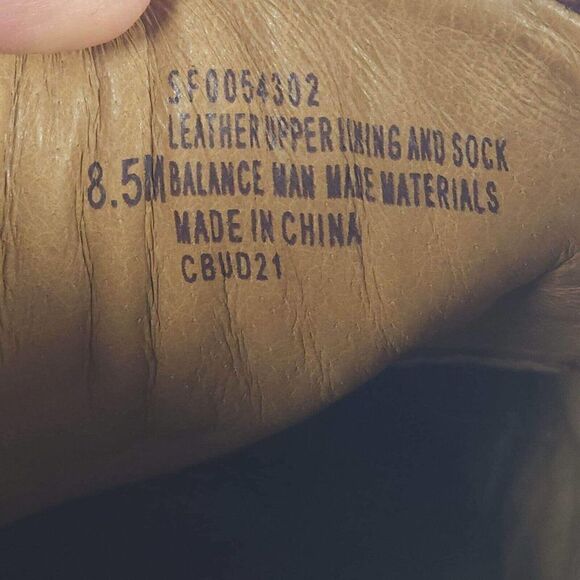 SF0054302
LEATHER UPPER LINING AND SOCK
8.5M BALANCE MAN MADE MATERIALS
MADE IN CHINA
CBUD21